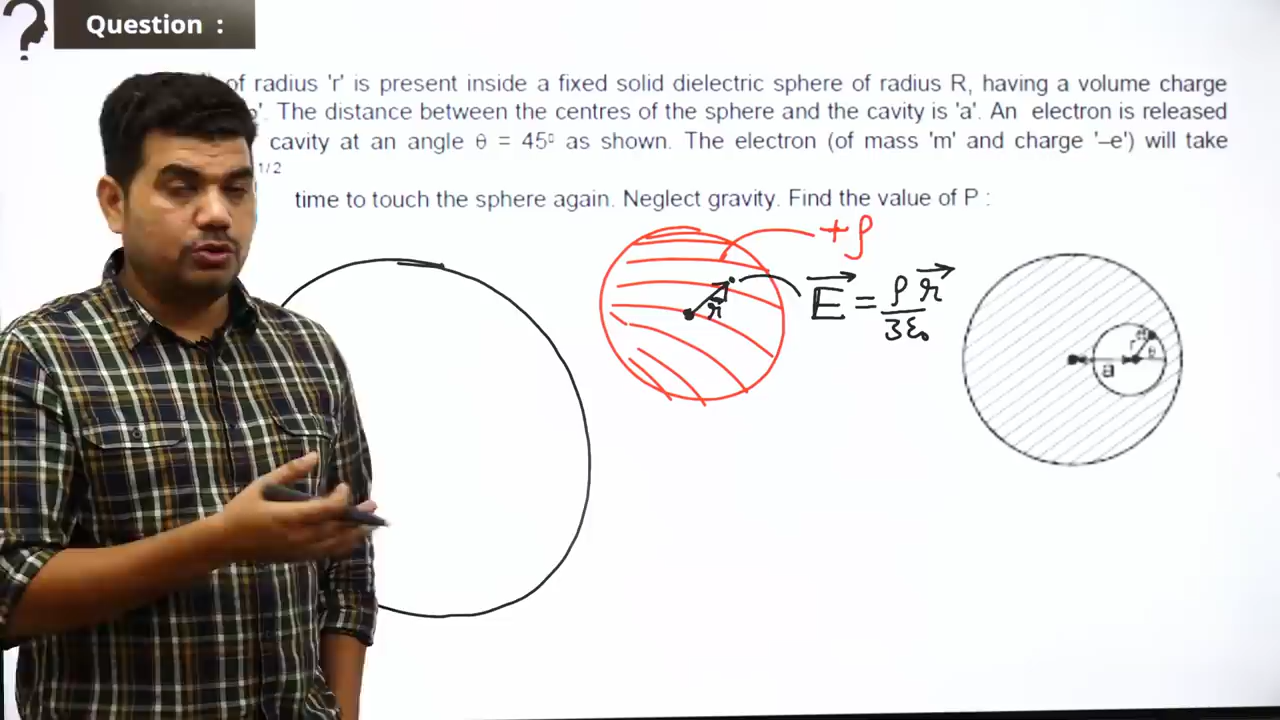 Question :
of radius 'r' is present inside a fixed solid dielectric sphere of radius R, having a volume charge
. The distance between the centres of the sphere and the cavity is 'a'. An electron is released
cavity at an angle θ = 45º as shown. The electron (of mass 'm' and charge '–e') will take
1/2
time to touch the sphere again. Neglect gravity. Find the value of P :
+ρ
r⃗
E⃗ = ρr⃗/3ε₀
a
r
θ